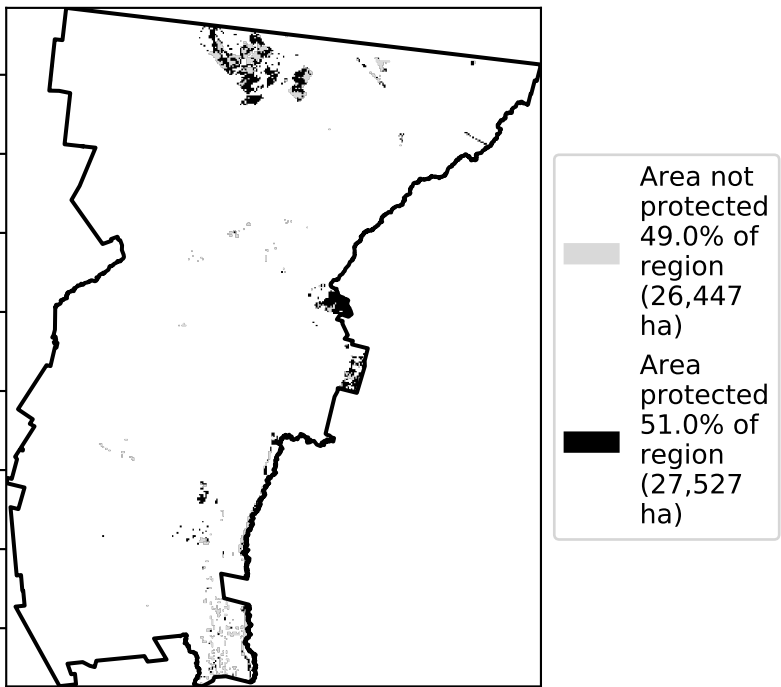 Area not
protected
49.0% of
region
(26,447
ha)
Area
protected
51.0% of
region
(27,527
ha)